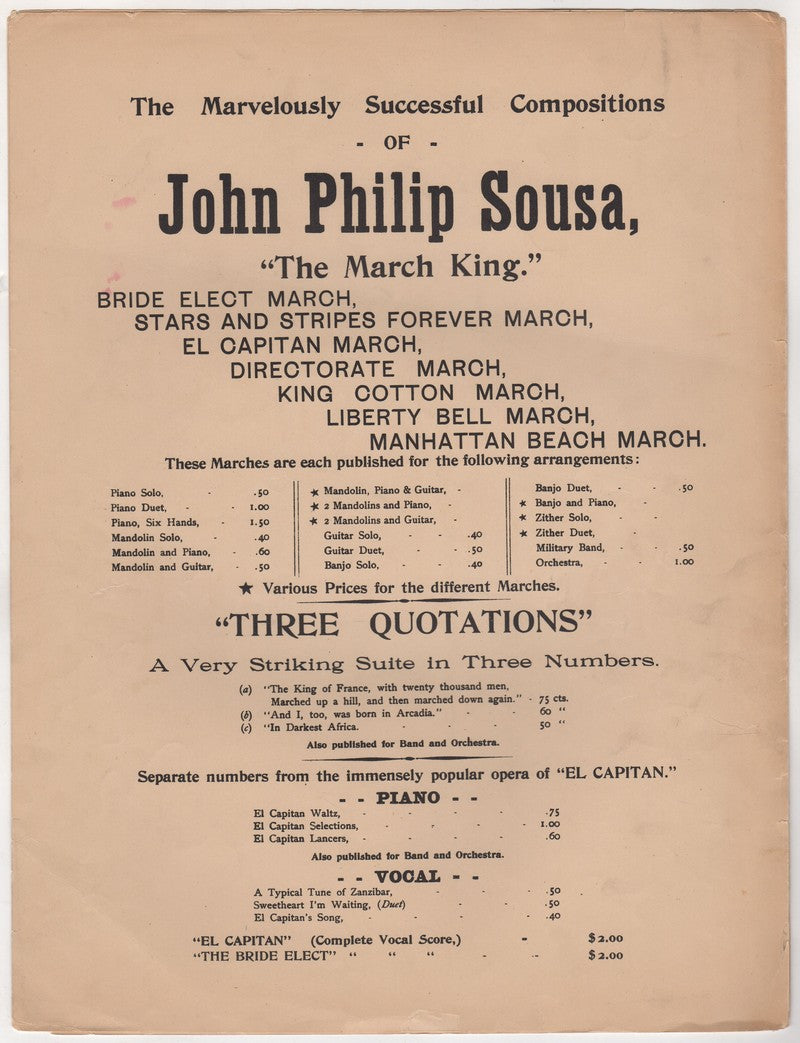 The Marvelously Successful Compositions
- OF -
John Philip Sousa,
"The March King."
BRIDE ELECT MARCH,
STARS AND STRIPES FOREVER MARCH,
EL CAPITAN MARCH,
DIRECTORATE MARCH,
KING COTTON MARCH,
LIBERTY BELL MARCH,
MANHATTAN BEACH MARCH.
These Marches are each published for the following arrangements:
Piano Solo, - .50
Piano Duet, - - 1.00
Piano, Six Hands, - 1.50
Mandolin Solo, - .40
Mandolin and Piano, - .60
Mandolin and Guitar, - .50
★ Mandolin, Piano & Guitar, -
★ 2 Mandolins and Piano, -
★ 2 Mandolins and Guitar, -
Guitar Solo, - - .40
Guitar Duet, - - .50
Banjo Solo, - - .40
Banjo Duet, - - .50
★ Banjo and Piano, -
★ Zither Solo, - -
★ Zither Duet, -
Military Band, - - .50
Orchestra, - - 1.00
★ Various Prices for the different Marches.
"THREE QUOTATIONS"
A Very Striking Suite in Three Numbers.
(a) "The King of France, with twenty thousand men,
Marched up a hill, and then marched down again." - 75 cts.
(b) "And I, too, was born in Arcadia." - - 60 "
(c) "In Darkest Africa. - - - - 50 "
Also published for Band and Orchestra.
Separate numbers from the immensely popular opera of "EL CAPITAN."
- - PIANO - -
El Capitan Waltz, - - - - - .75
El Capitan Selections, - - - - 1.00
El Capitan Lancers, - - - - .60
Also published for Band and Orchestra.
- - VOCAL - -
A Typical Tune of Zanzibar, - - - .50
Sweetheart I'm Waiting, (Duet) - - .50
El Capitan's Song, - - - - .40
"EL CAPITAN" (Complete Vocal Score,) - $2.00
"THE BRIDE ELECT" " " " - - $2.00